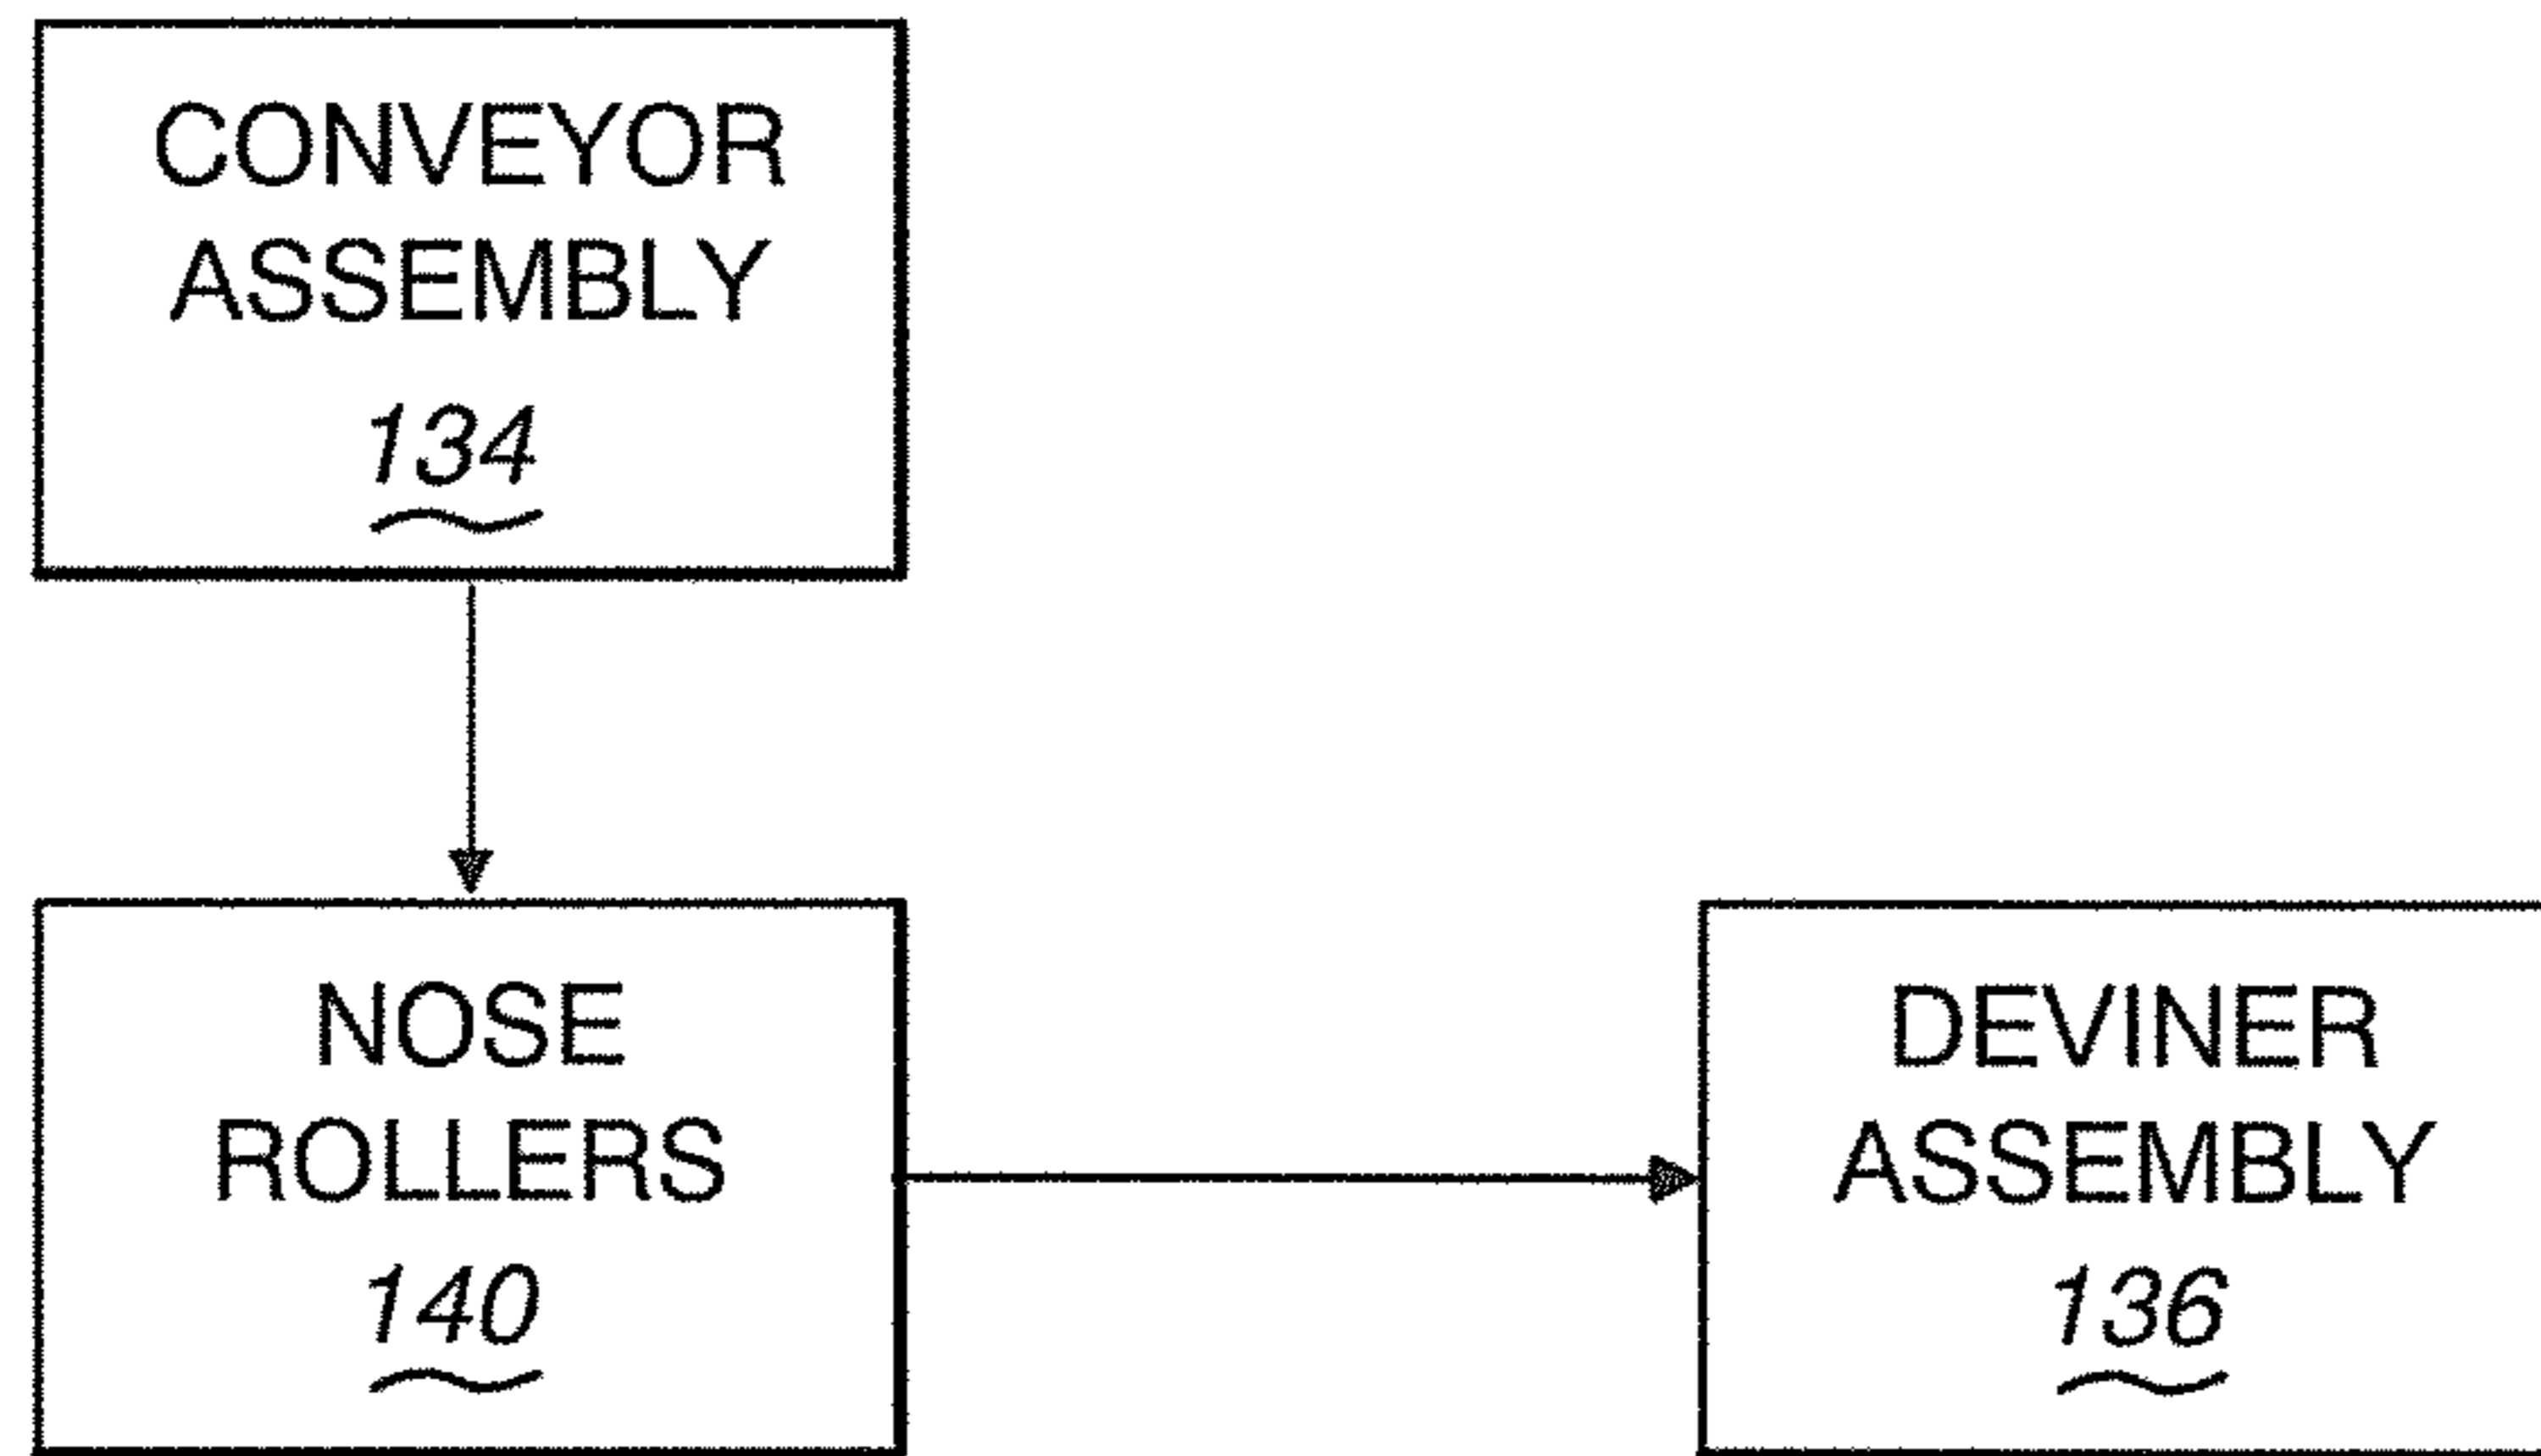 CONVEYOR
ASSEMBLY
134
NOSE
ROLLERS
140
DEVINER
ASSEMBLY
136